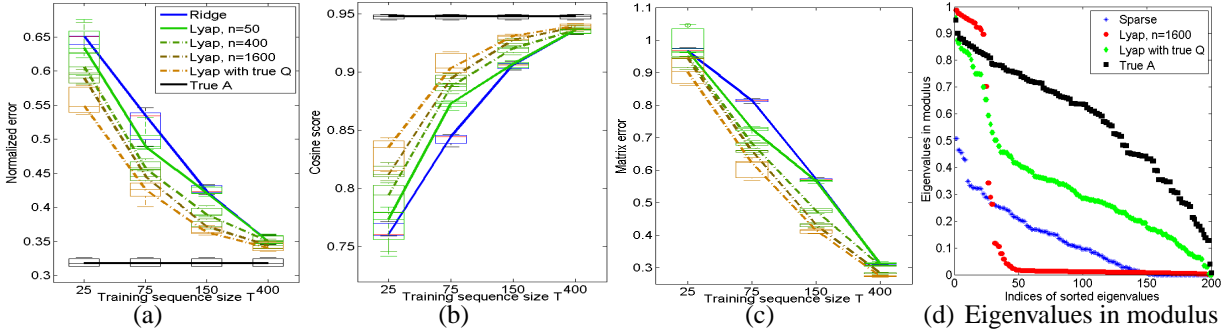 0.65
0.6
0.55
0.5
0.45
0.4
0.35
0.3
Normalized error
Ridge
Lyap, n=50
Lyap, n=400
Lyap, n=1600
Lyap with true Q
True A
25
75
150
400
Training sequence size T
(a)
0.95
0.9
0.85
0.8
0.75
Cosine score
25
75
150
400
Training sequence size T
(b)
1.1
1
0.9
0.8
0.7
0.6
0.5
0.4
0.3
Matrix error
25
75
150
400
Training sequence size T
(c)
1
0.9
0.8
0.7
0.6
0.5
0.4
0.3
0.2
0.1
0
Eigenvalues in modulus
Sparse
Lyap, n=1600
Lyap with true Q
True A
0
50
100
150
200
Indices of sorted eigenvalues
(d) Eigenvalues in modulus